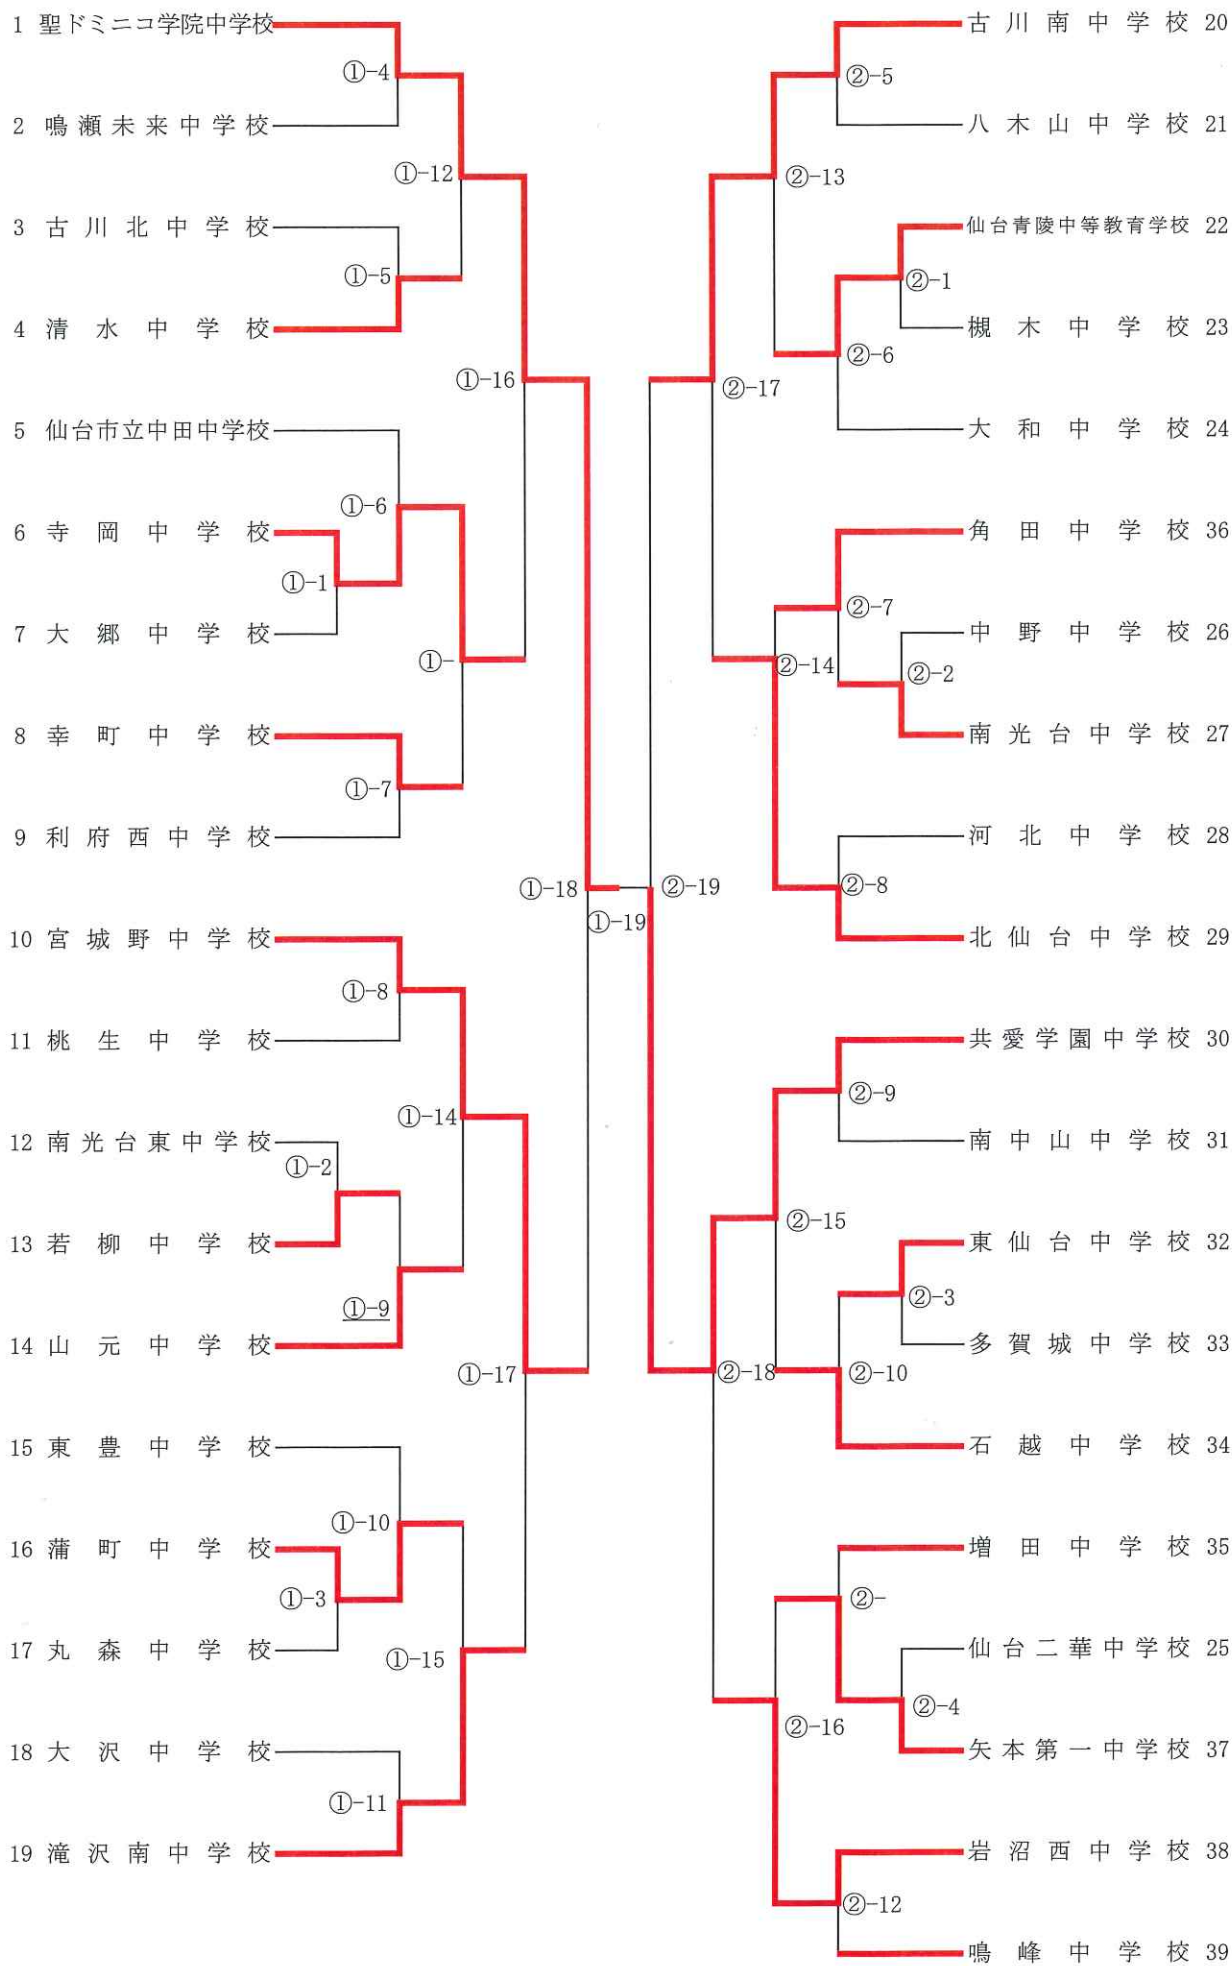 1 聖ドミニコ学院中学校
①-4
2 鳴瀬未来中学校
①-12
3 古川北中学校
①-5
4 清水中学校
①-16
5 仙台市立中田中学校
①-6
6 寺岡中学校
①-1
7 大郷中学校
①-
8 幸町中学校
①-7
9 利府西中学校
①-18
①-19
10 宮城野中学校
①-8
11 桃生中学校
①-14
12 南光台東中学校
①-2
13 若柳中学校
①-9
14 山元中学校
①-17
15 東豊中学校
①-10
16 蒲町中学校
①-3
17 丸森中学校
①-15
18 大沢中学校
①-11
19 滝沢南中学校
古川南中学校 20
②-5
八木山中学校 21
②-13
仙台青陵中等教育学校 22
②-1
槻木中学校 23
②-6
②-17
大和中学校 24
角田中学校 36
②-7
中野中学校 26
②-14
②-2
南光台中学校 27
河北中学校 28
②-8
②-19
北仙台中学校 29
共愛学園中学校 30
②-9
南中山中学校 31
②-15
東仙台中学校 32
②-3
多賀城中学校 33
②-18
②-10
石越中学校 34
増田中学校 35
②-
仙台二華中学校 25
②-4
②-16
矢本第一中学校 37
岩沼西中学校 38
②-12
鳴峰中学校 39